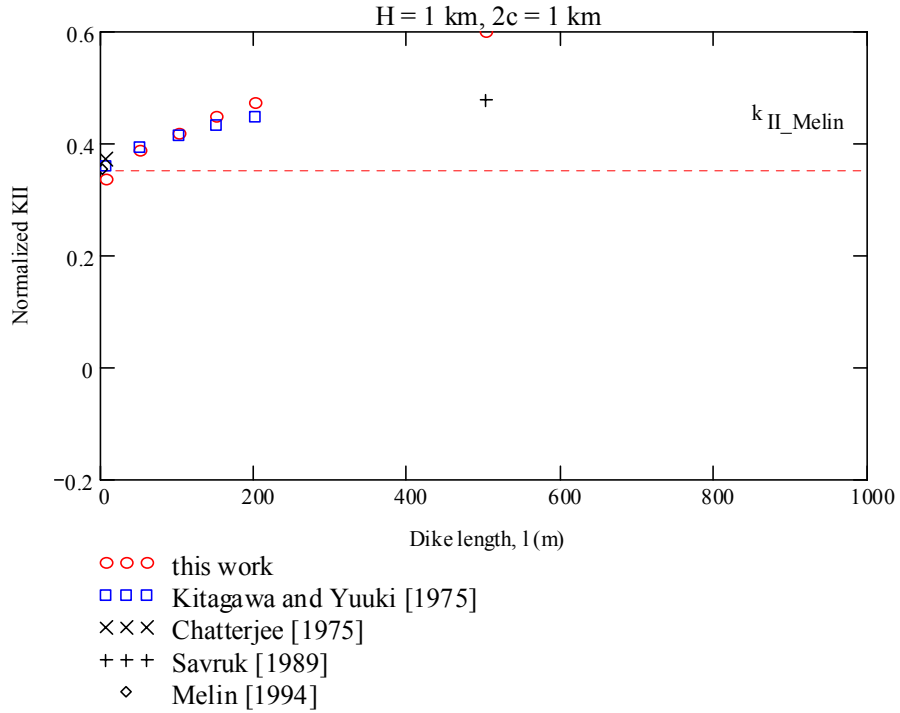 H = 1 km, 2c = 1 km
0.6
0.4
0.2
0
−0.2
Normalized KII
k II_Melin
0 200 400 600 800 1000
Dike length, l (m)
this work
Kitagawa and Yuuki [1975]
Chatterjee [1975]
Savruk [1989]
Melin [1994]